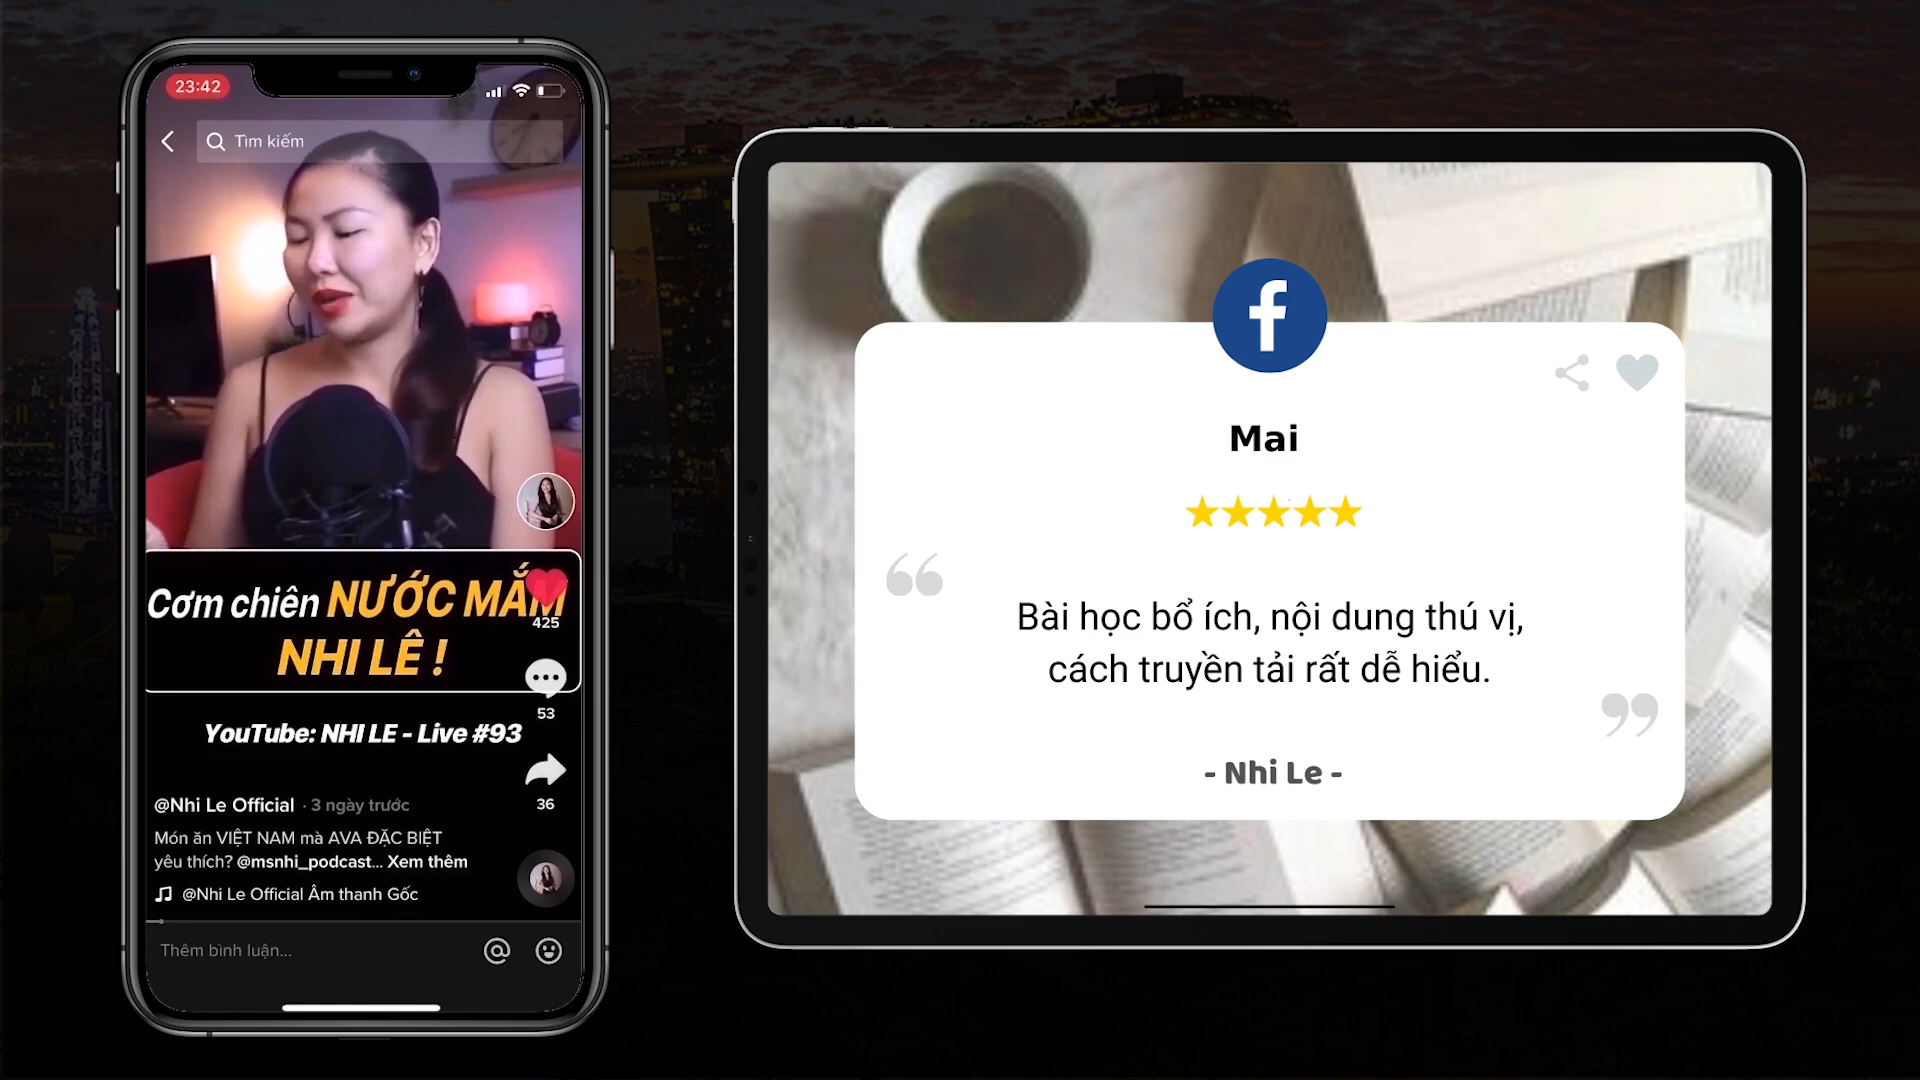 23:42
Tìm kiếm
Cơm chiên NƯỚC MẮM
NHI LÊ !
425
53
YouTube: NHI LE - Live #93
36
@Nhi Le Official · 3 ngày trước
Món ăn VIỆT NAM mà AVA ĐẶC BIỆT
yêu thích? @msnhi_podcast... Xem thêm
@Nhi Le Official Âm thanh Gốc
Thêm bình luận...
f
Mai
★★★★★
“
Bài học bổ ích, nội dung thú vị,
cách truyền tải rất dễ hiểu.
”
- Nhi Le -